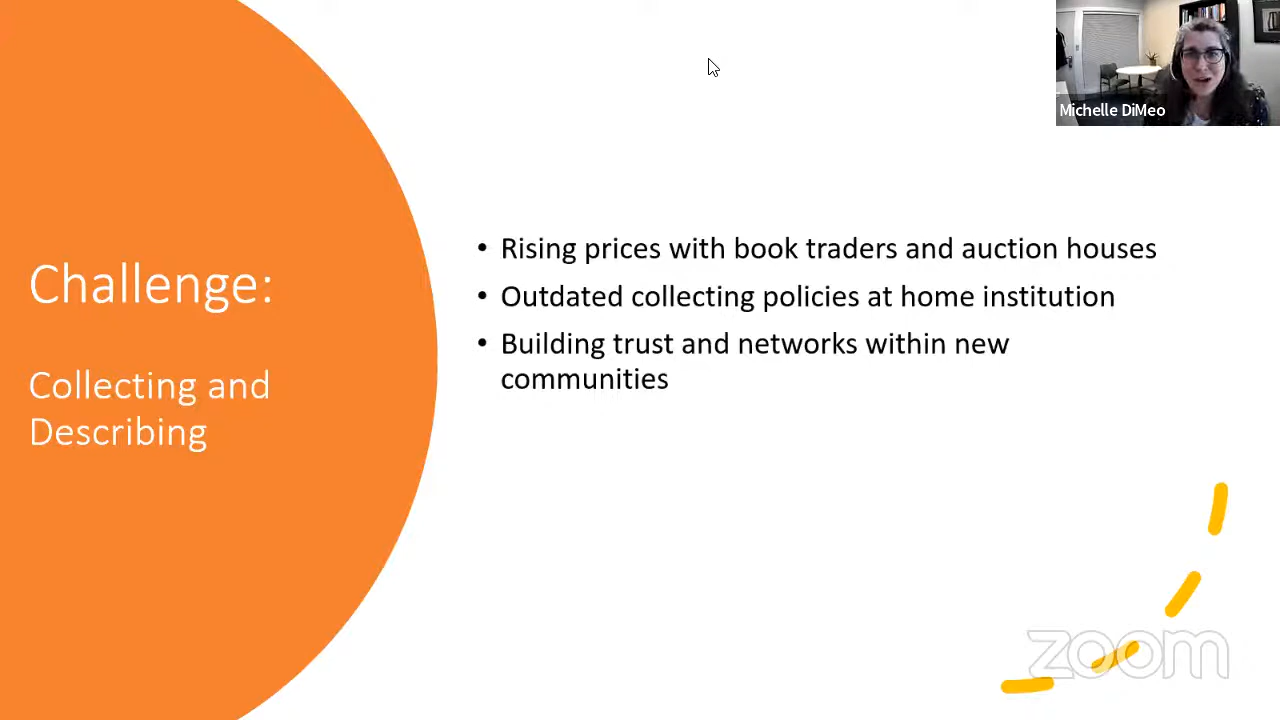 Michelle DiMeo
Challenge:
Collecting and
Describing
• Rising prices with book traders and auction houses
• Outdated collecting policies at home institution
• Building trust and networks within new
communities
zoom